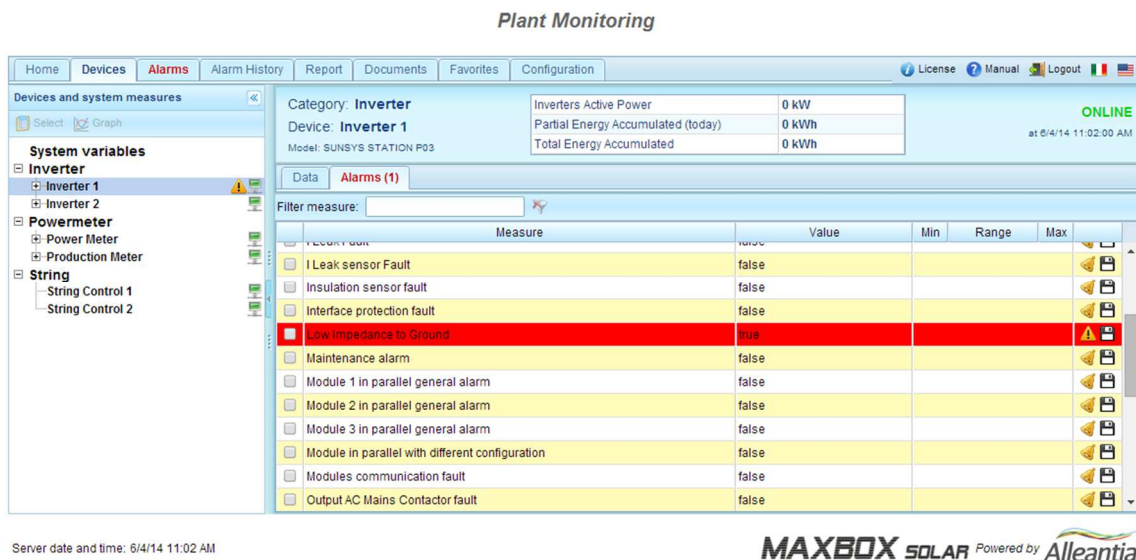 Plant Monitoring
Home Devices Alarms Alarm History Report Documents Favorites Configuration License Manual Logout
Devices and system measures
Select Graph
System variables
Inverter
Inverter 1
Inverter 2
Powermeter
Power Meter
Production Meter
String
String Control 1
String Control 2
Category: Inverter
Device: Inverter 1
Model: SUNSYS STATION P03
Inverters Active Power 0 kW
Partial Energy Accumulated (today) 0 kWh
Total Energy Accumulated 0 kWh
ONLINE
at 6/4/14 11:02:00 AM
Data Alarms (1)
Filter measure:
Measure Value Min Range Max
I Leak Fault false
I Leak sensor Fault false
Insulation sensor fault false
Interface protection fault false
Low Impedance to Ground true
Maintenance alarm false
Module 1 in parallel general alarm false
Module 2 in parallel general alarm false
Module 3 in parallel general alarm false
Module in parallel with different configuration false
Modules communication fault false
Output AC Mains Contactor fault false
Server date and time: 6/4/14 11:02 AM
MAXBOX SOLAR Powered by Alleantia